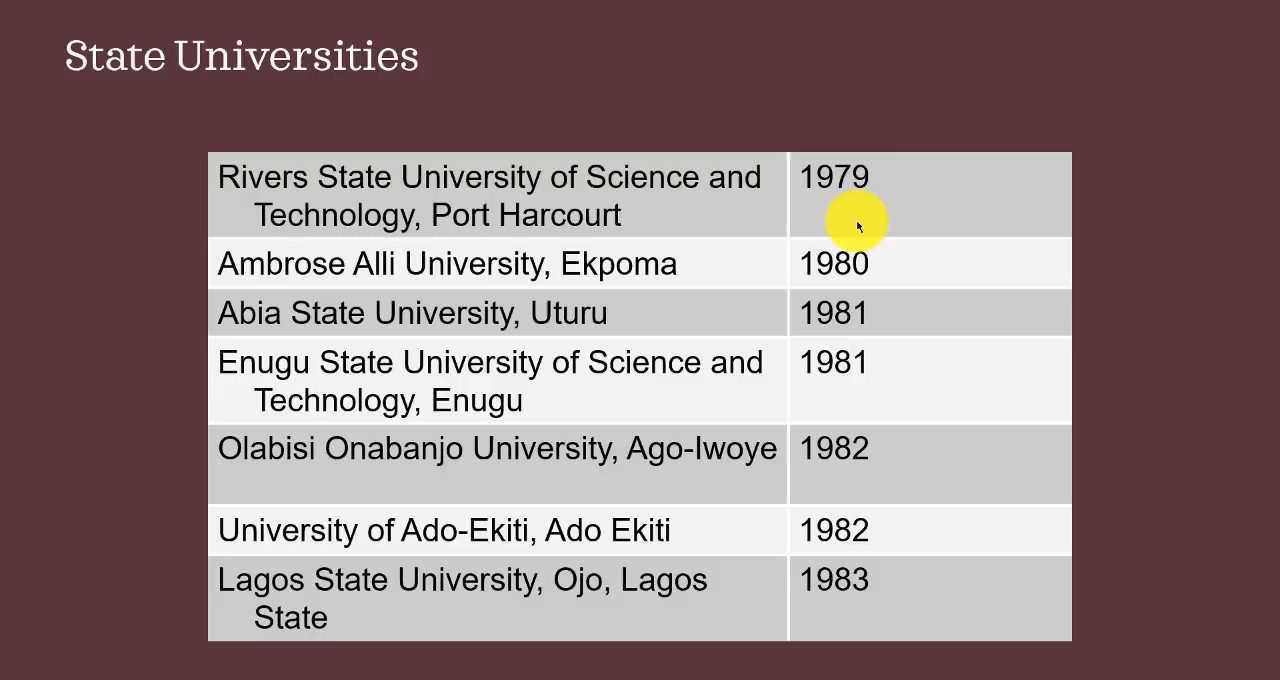 State Universities
Rivers State University of Science and 1979
Technology, Port Harcourt
Ambrose Alli University, Ekpoma 1980
Abia State University, Uturu 1981
Enugu State University of Science and 1981
Technology, Enugu
Olabisi Onabanjo University, Ago-Iwoye 1982
University of Ado-Ekiti, Ado Ekiti 1982
Lagos State University, Ojo, Lagos 1983
State